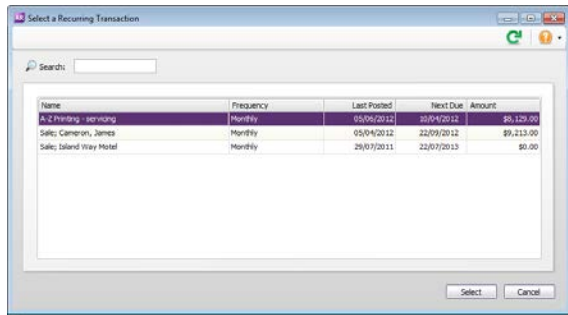 Select a Recurring Transaction
Search:
Name Frequency Last Posted Next Due Amount
A-Z Printing - servicing Monthly 05/06/2012 10/04/2012 $8,129.00
Sale; Cameron, James Monthly 05/04/2012 22/09/2012 $9,213.00
Sale; Island Way Motel Monthly 29/07/2011 22/07/2013 $0.00
Select Cancel